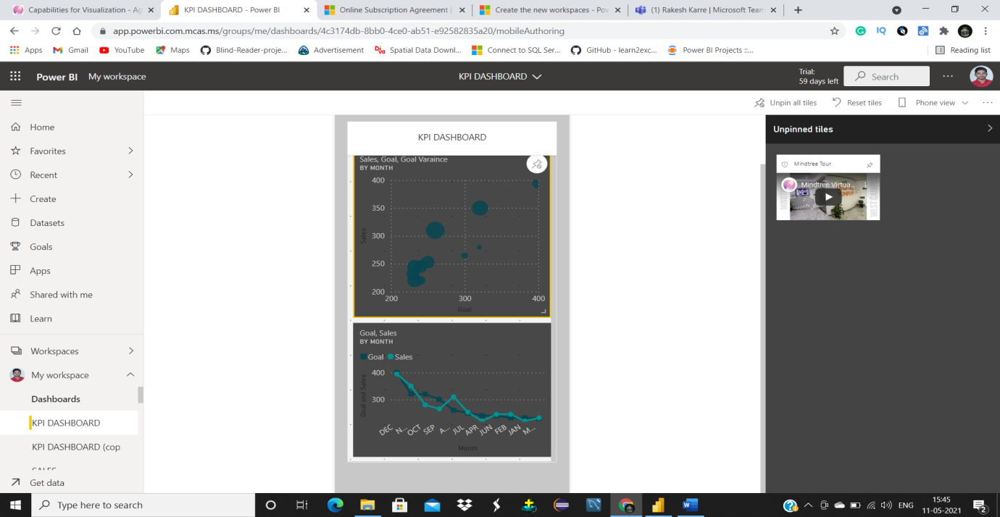 Capabilities for Visualization - Ag
KPI DASHBOARD - Power BI
Online Subscription Agreement |
Create the new workspaces - Pow
(1) Rakesh Karre | Microsoft Team
app.powerbi.com.mcas.ms/groups/me/dashboards/4c3174db-8bb0-4ce0-ab51-e92582835a20/mobileAuthoring
Apps
Gmail
YouTube
Maps
Blind-Reader-proje...
Advertisement
Spatial Data Downl...
Connect to SQL Ser...
GitHub - learn2exc...
Power BI Projects ::...
Reading list
Power BI My workspace
KPI DASHBOARD
Trial:
59 days left
Search
Unpin all tiles
Reset tiles
Phone view
Home
Favorites
Recent
Create
Datasets
Goals
Apps
Shared with me
Learn
Workspaces
My workspace
Dashboards
KPI DASHBOARD
KPI DASHBOARD (cop
SALES
Get data
KPI DASHBOARD
Sales, Goal, Goal Varaince
BY MONTH
400
350
300
250
200
Sales
200 300 400
Goal
Goal, Sales
BY MONTH
Goal Sales
400
300
Goal and Sales
DEC N... OCT SEP A... JUL APR JUN FEB JAN M...
Month
Unpinned tiles
Mindtree Tour
Mindtree Virtua...
WEST CAMP
Type here to search
ENG
15:45
11-05-2021
2